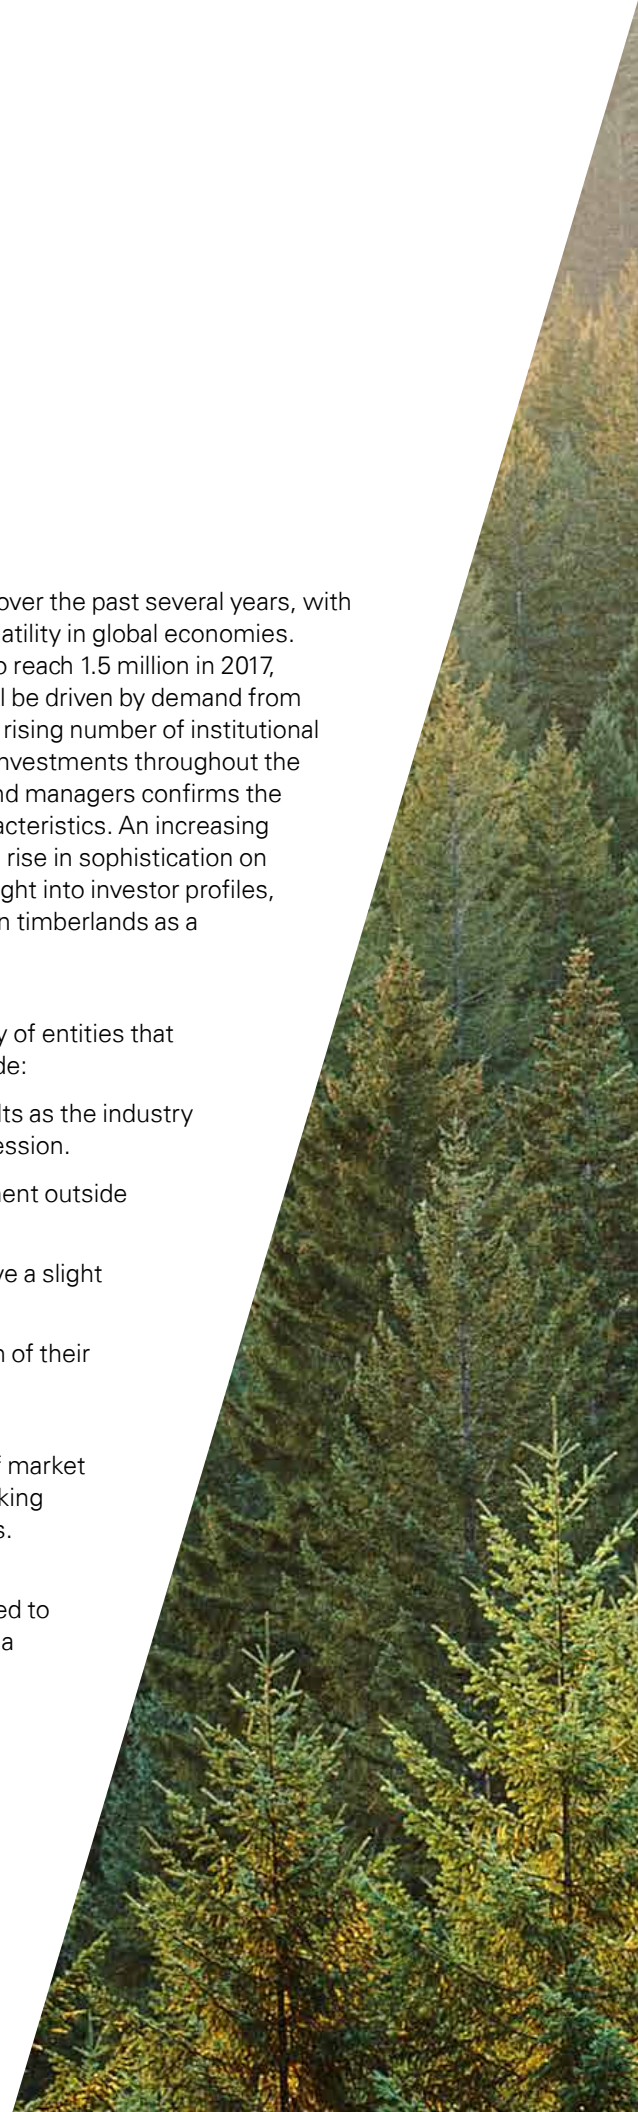 over the past several years, with
atility in global economies.
o reach 1.5 million in 2017,
l be driven by demand from
rising number of institutional
nvestments throughout the
nd managers confirms the
acteristics. An increasing
rise in sophistication on
ght into investor profiles,
n timberlands as a
y of entities that
de:
lts as the industry
ession.
nent outside
ve a slight
n of their
f market
king
s.
ed to
a